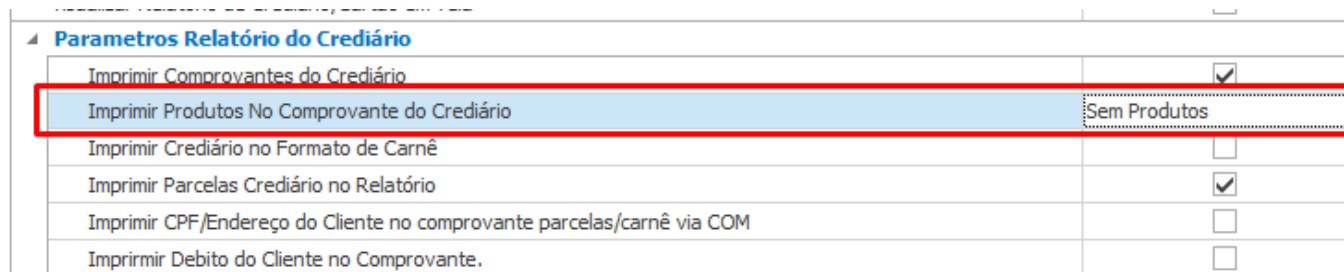 Parametros Relatório do Crediário
Imprimir Comprovantes do Crediário
Imprimir Produtos No Comprovante do Crediário Sem Produtos
Imprimir Crediário no Formato de Carnê
Imprimir Parcelas Crediário no Relatório
Imprimir CPF/Endereço do Cliente no comprovante parcelas/carnê via COM
Imprirmir Debito do Cliente no Comprovante.